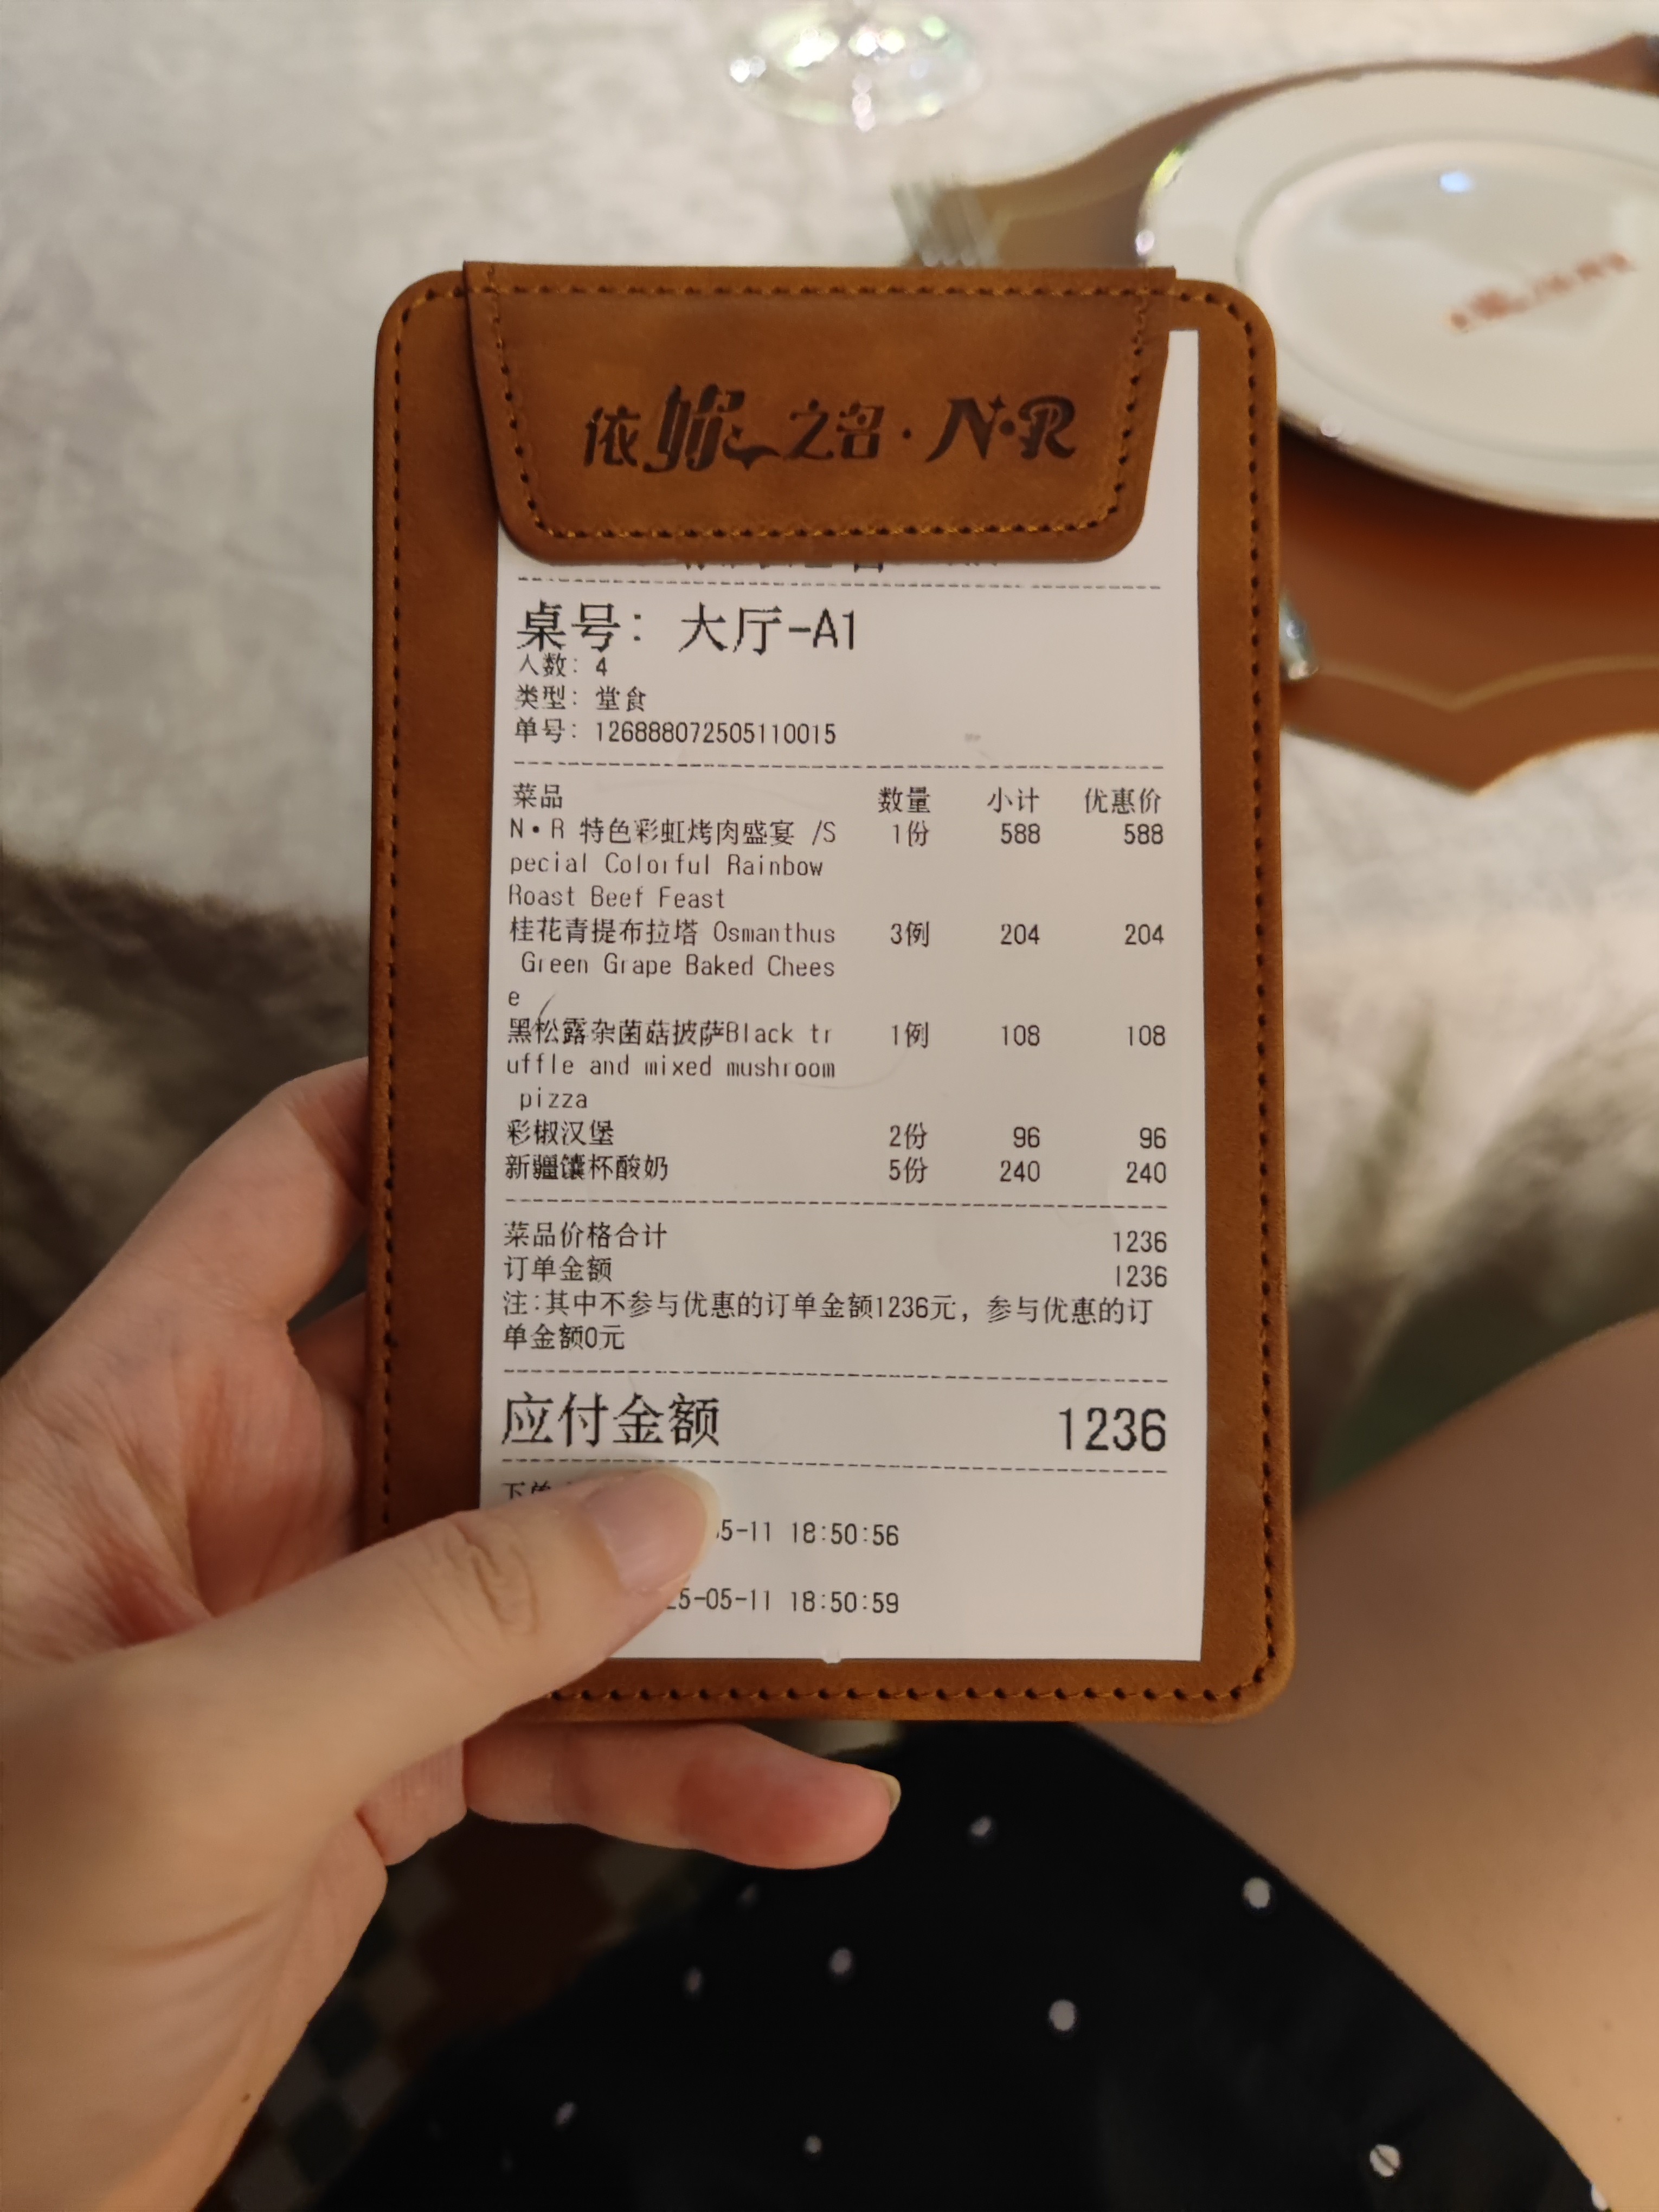 依妳之名·N·R
桌号: 大厅-A1
人数: 4
类型: 堂食
单号: 126888072505110015
菜品 数量 小计 优惠价
N·R 特色彩虹烤肉盛宴 /S 1份 588 588
pecial Colorful Rainbow
Roast Beef Feast
桂花青提布拉塔 Osmanthus 3例 204 204
Green Grape Baked Chees
e
黑松露杂菌菇披萨Black tr 1例 108 108
uffle and mixed mushroom
pizza
彩椒汉堡 2份 96 96
新疆馕杯酸奶 5份 240 240
菜品价格合计 1236
订单金额 1236
注:其中不参与优惠的订单金额1236元, 参与优惠的订
单金额0元
应付金额 1236
下单
5-11 18:50:56
25-05-11 18:50:59